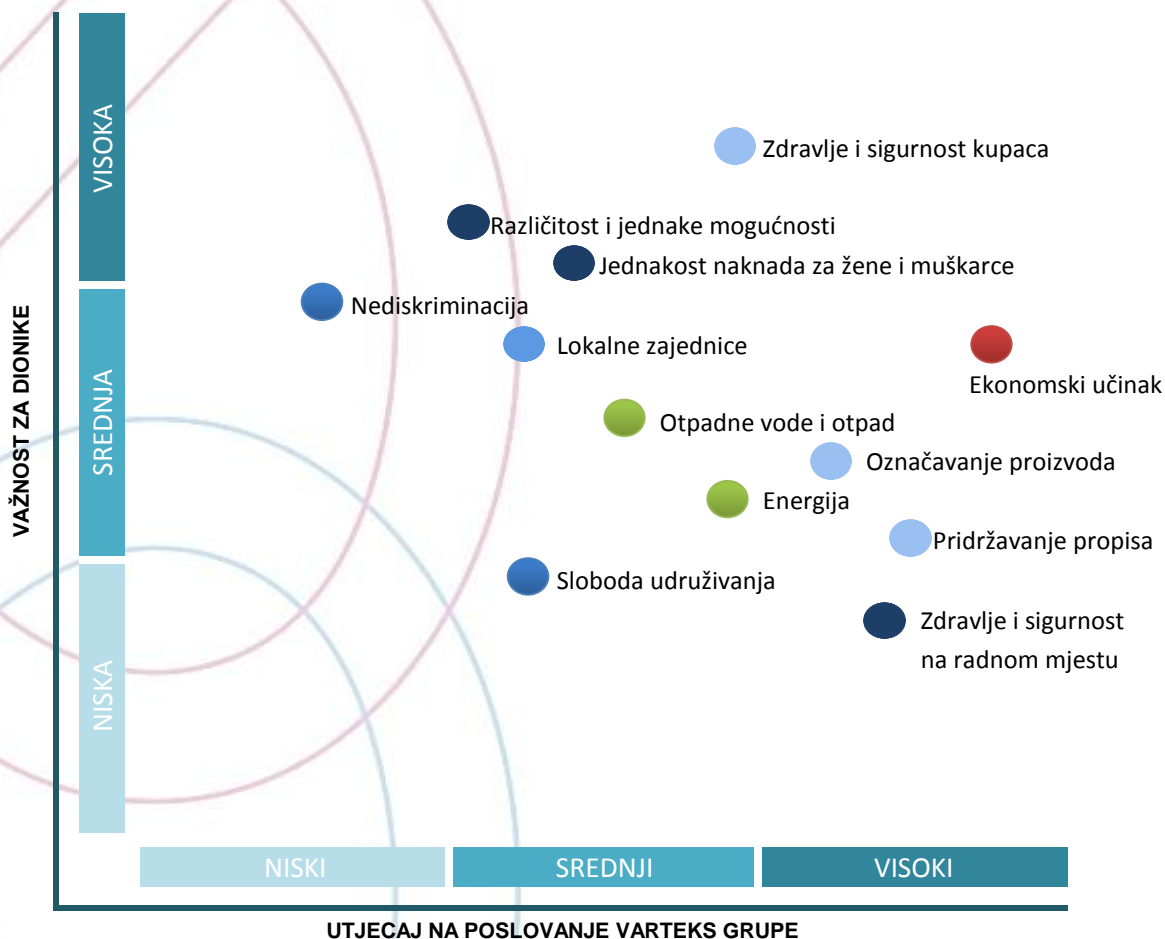 VAŽNOST ZA DIONIKE
VISOKA
SREDNJA
NISKA
Zdravlje i sigurnost kupaca
Različitost i jednake mogućnosti
Jednakost naknada za žene i muškarce
Nediskriminacija
Lokalne zajednice
Ekonomski učinak
Otpadne vode i otpad
Označavanje proizvoda
Energija
Pridržavanje propisa
Sloboda udruživanja
Zdravlje i sigurnost
na radnom mjestu
NISKI
SREDNJI
VISOKI
UTJECAJ NA POSLOVANJE VARTEKS GRUPE